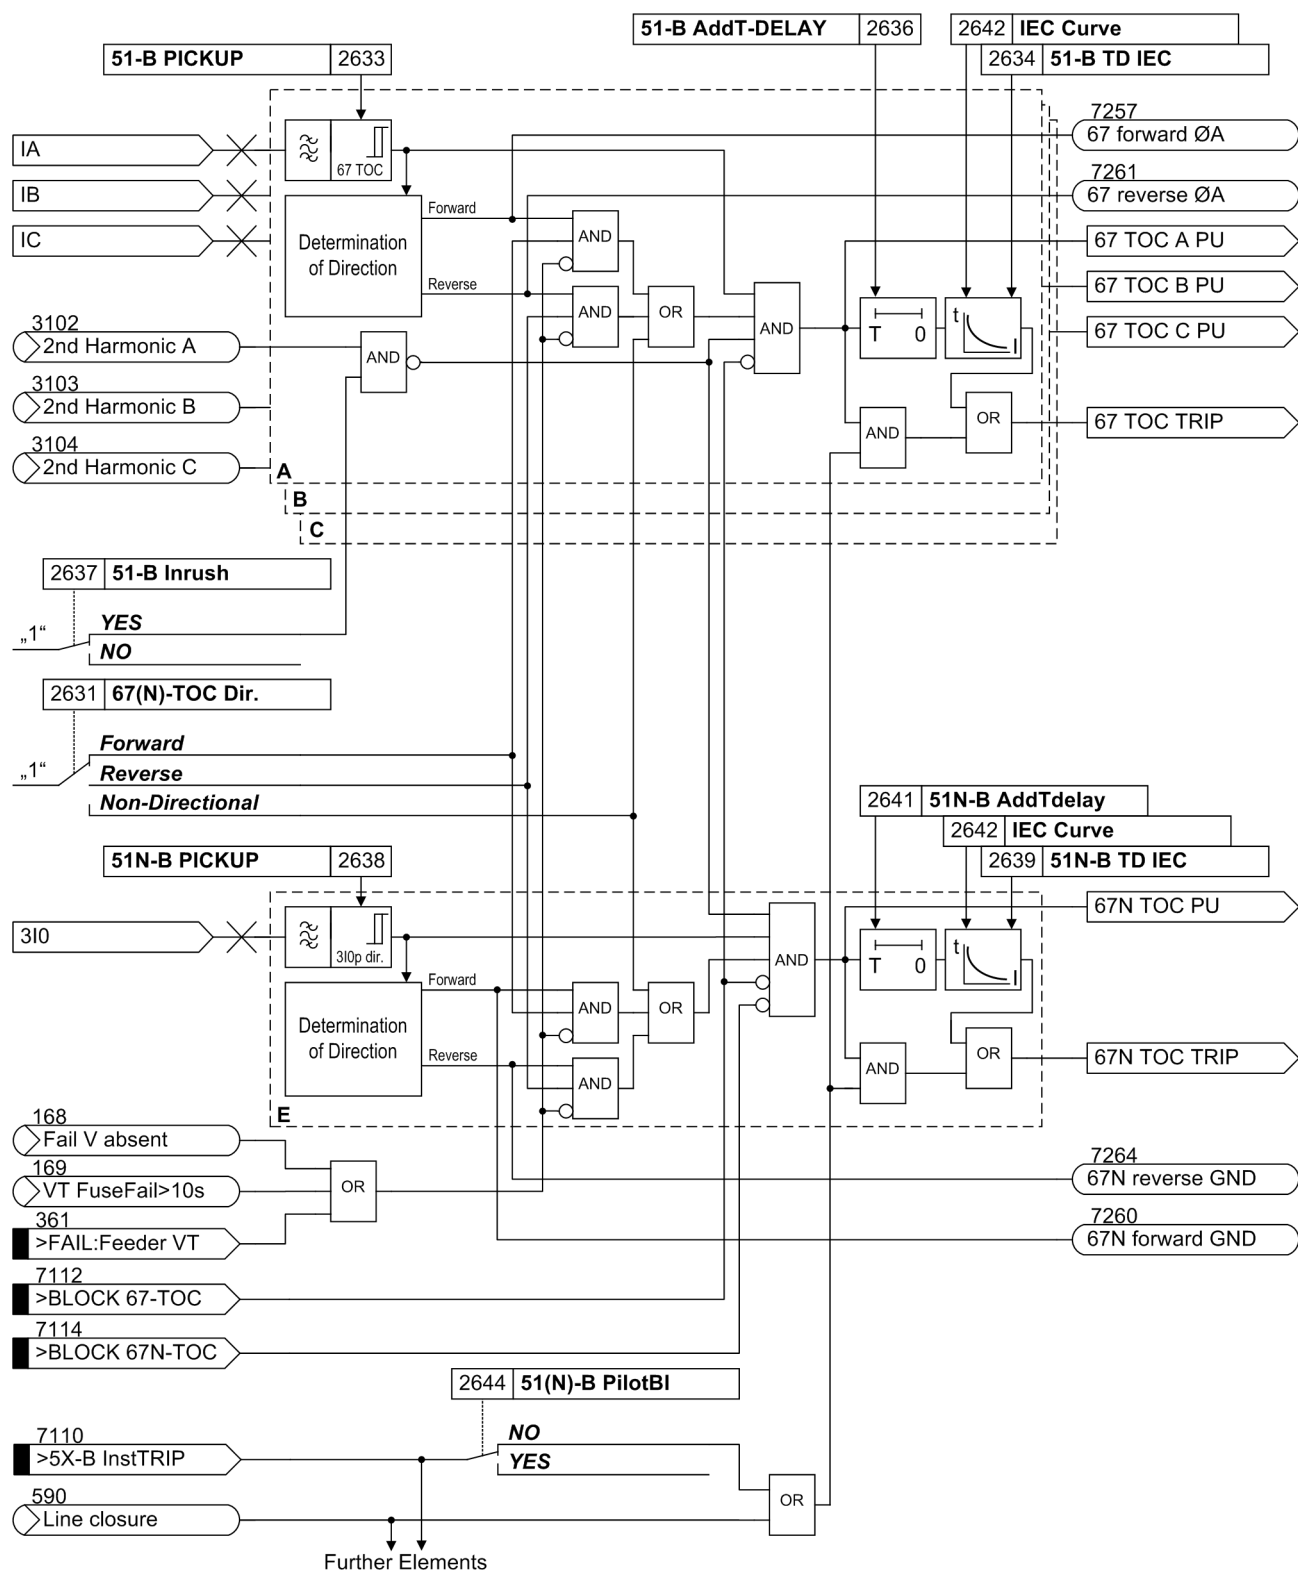 51-B AddT-DELAY 2636
2642 IEC Curve
51-B PICKUP 2633
2634 51-B TD IEC
7257
67 forward ØA
IA
67 TOC
7261
67 reverse ØA
IB
Forward
IC
Determination
of Direction
AND
67 TOC A PU
Reverse
67 TOC B PU
AND
OR
AND
T 0
t
I
67 TOC C PU
3102
2nd Harmonic A
AND
3103
2nd Harmonic B
AND
OR
67 TOC TRIP
3104
2nd Harmonic C
A
B
C
2637 51-B Inrush
„1“
YES
NO
2631 67(N)-TOC Dir.
„1“
Forward
Reverse
Non-Directional
2641 51N-B AddTdelay
2642 IEC Curve
51N-B PICKUP 2638
2639 51N-B TD IEC
67N TOC PU
3I0
3I0p dir.
AND
T 0
t
I
Forward
Determination
of Direction
AND
OR
Reverse
AND
AND
OR
67N TOC TRIP
E
168
Fail V absent
169
VT FuseFail>10s
OR
7264
67N reverse GND
361
>FAIL:Feeder VT
7260
67N forward GND
7112
>BLOCK 67-TOC
7114
>BLOCK 67N-TOC
2644 51(N)-B PilotBI
7110
>5X-B InstTRIP
NO
YES
590
Line closure
OR
Further Elements